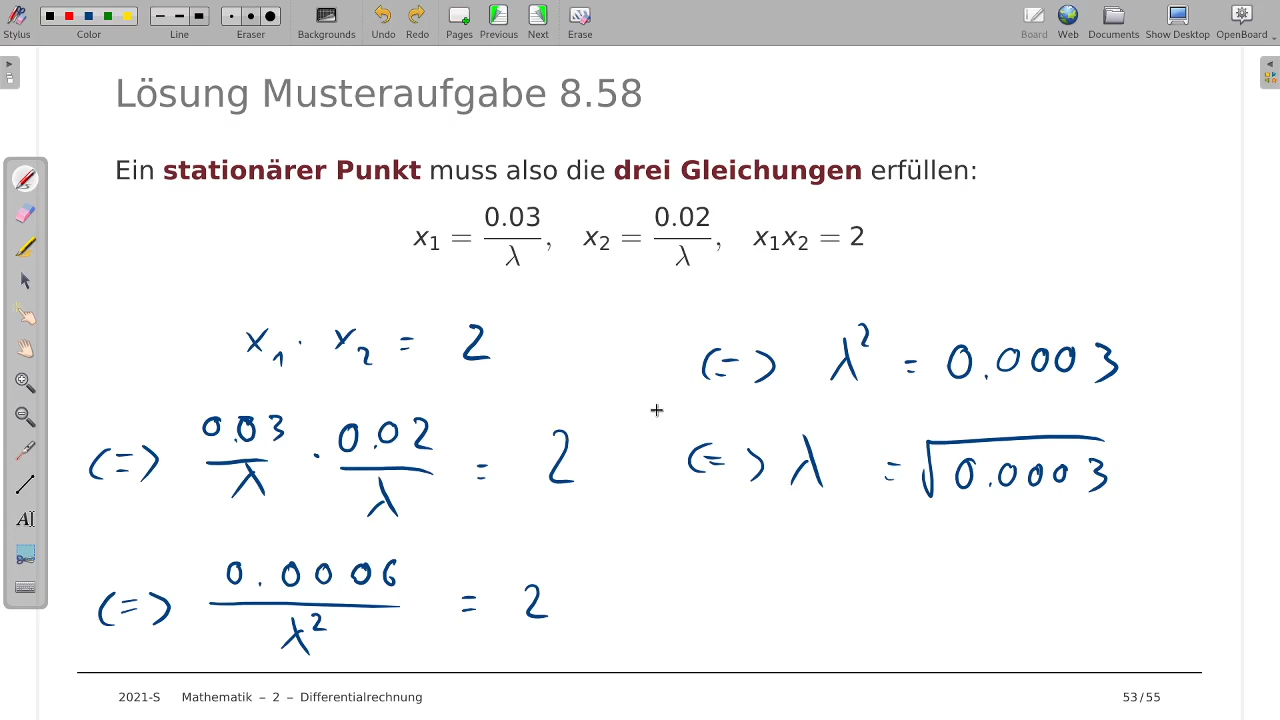 Stylus Color Line Eraser Backgrounds Undo Redo Pages Previous Next Erase Board Web Documents Show Desktop OpenBoard
Lösung Musteraufgabe 8.58
Ein stationärer Punkt muss also die drei Gleichungen erfüllen:
x₁ = 0.03/λ, x₂ = 0.02/λ, x₁x₂ = 2
x₁ · x₂ = 2
(=) 0.03/λ · 0.02/λ = 2
(=) 0.0006/λ² = 2
(=) λ² = 0.0003
(=) λ = √0.0003
2021-S Mathematik – 2 – Differentialrechnung 53/55